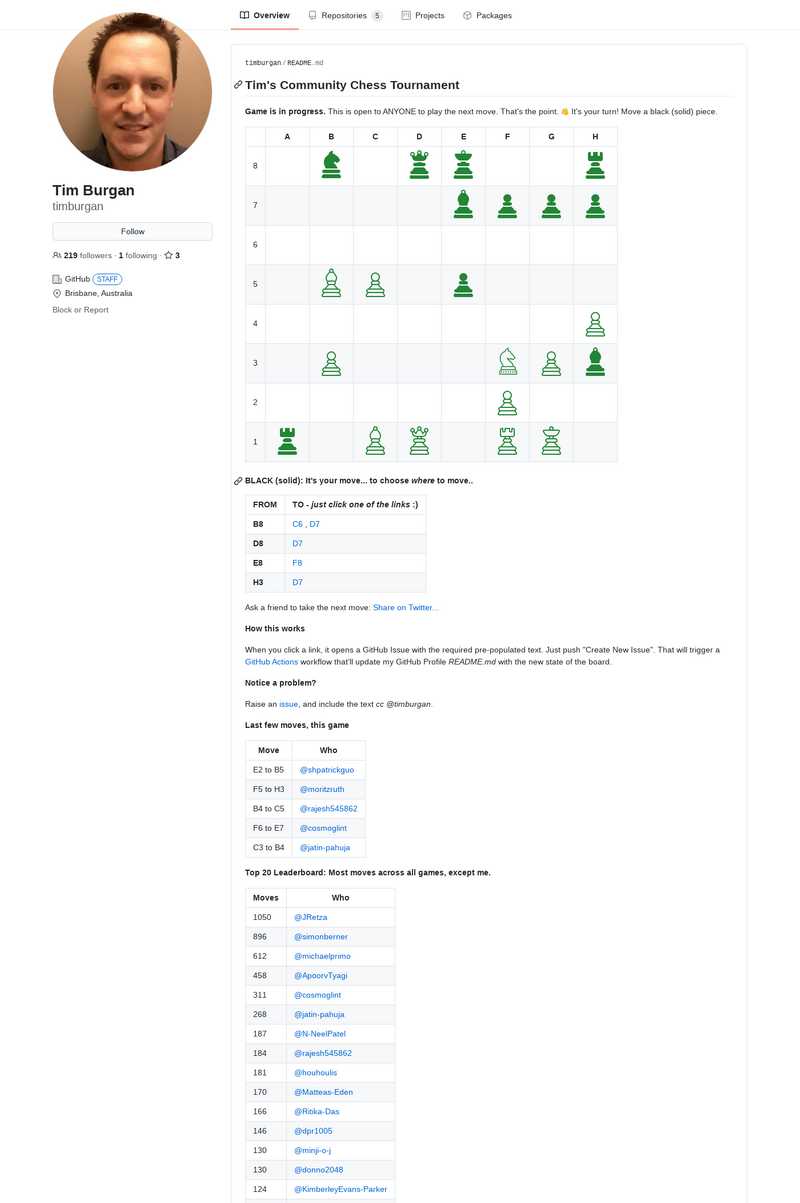 Overview Repositories 5 Projects Packages
Tim Burgan
timburgan
Follow
219 followers · 1 following · 3
GitHub STAFF
Brisbane, Australia
Block or Report
timburgan / README.md
Tim's Community Chess Tournament
Game is in progress. This is open to ANYONE to play the next move. That's the point. 👋 It's your turn! Move a black (solid) piece.
A B C D E F G H
8
7
6
5
4
3
2
1
BLACK (solid): It's your move... to choose where to move..
FROM TO - just click one of the links :)
B8 C6 , D7
D8 D7
E8 F8
H3 D7
Ask a friend to take the next move: Share on Twitter...
How this works
When you click a link, it opens a GitHub Issue with the required pre-populated text. Just push "Create New Issue". That will trigger a
GitHub Actions workflow that'll update my GitHub Profile README.md with the new state of the board.
Notice a problem?
Raise an issue, and include the text cc @timburgan.
Last few moves, this game
Move Who
E2 to B5 @shpatrickguo
F5 to H3 @moritzruth
B4 to C5 @rajesh545862
F6 to E7 @cosmoglint
C3 to B4 @jatin-pahuja
Top 20 Leaderboard: Most moves across all games, except me.
Moves Who
1050 @JRetza
896 @simonberner
612 @michaelprimo
458 @ApoorvTyagi
311 @cosmoglint
268 @jatin-pahuja
187 @N-NeelPatel
184 @rajesh545862
181 @houhoulis
170 @Matteas-Eden
166 @Rioka-Das
146 @dpr1005
130 @minji-o-j
130 @donno2048
124 @KimberleyEvans-Parker